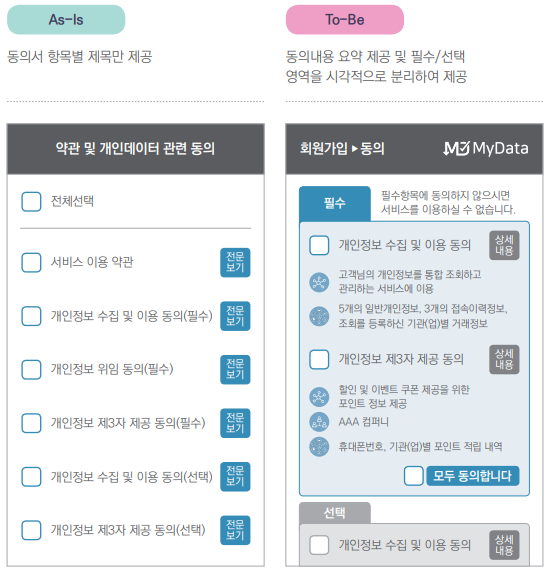 As-Is
동의서 항목별 제목만 제공
약관 및 개인데이터 관련 동의
전체선택
서비스 이용 약관
전문
보기
개인정보 수집 및 이용 동의(필수)
전문
보기
개인정보 위임 동의(필수)
전문
보기
개인정보 제3자 제공 동의(필수)
전문
보기
개인정보 수집 및 이용 동의(선택)
전문
보기
개인정보 제3자 제공 동의(선택)
전문
보기
To-Be
동의내용 요약 제공 및 필수/선택
영역을 시각적으로 분리하여 제공
회원가입 ▸ 동의
MyData
필수
필수항목에 동의하지 않으시면
서비스를 이용하실 수 없습니다.
개인정보 수집 및 이용 동의
상세
내용
고객님의 개인정보를 통합 조회하고
관리하는 서비스에 이용
5개의 일반개인정보, 3개의 접속이력정보,
조회를 등록하신 기관(업)별 거래정보
개인정보 제3자 제공 동의
상세
내용
할인 및 이벤트 쿠폰 제공을 위한
포인트 정보 제공
AAA 컴퍼니
휴대폰번호, 기관(업)별 포인트 적립 내역
모두 동의합니다
선택
개인정보 수집 및 이용 동의
상세
내용